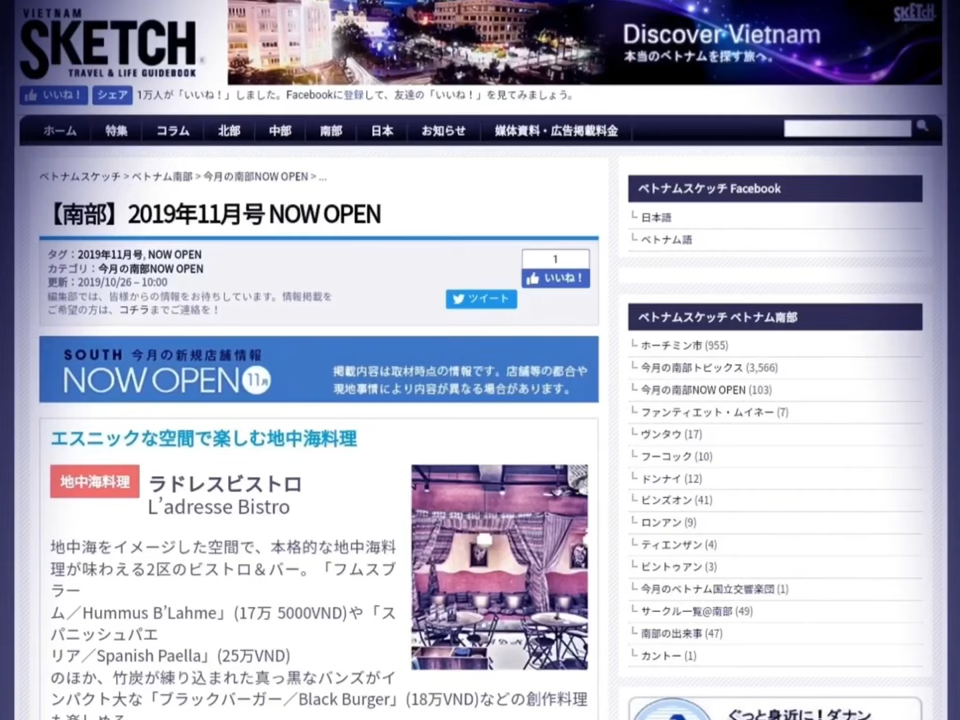 VIETNAM
SKETCH
TRAVEL & LIFE GUIDEBOOK
Discover Vietnam
本当のベトナムを探す旅へ。
SKETCH
いいね！ シェア 1万人が「いいね！」しました。Facebookに登録して、友達の「いいね！」を見てみましょう。
ホーム 特集 コラム 北部 中部 南部 日本 お知らせ 媒体資料・広告掲載料金
ベトナムスケッチ > ベトナム南部 > 今月の南部NOW OPEN > ...
【南部】2019年11月号 NOW OPEN
タグ：2019年11月号, NOW OPEN
カテゴリ：今月の南部NOW OPEN
更新：2019/10/26 – 10:00
編集部では、皆様からの情報をお待ちしています。情報掲載を
ご希望の方は、コチラまでご連絡を！
1
いいね！
ツイート
SOUTH 今月の新規店舗情報
NOW OPEN 11月
掲載内容は取材時点の情報です。店舗等の都合や
現地事情により内容が異なる場合があります。
エスニックな空間で楽しむ地中海料理
地中海料理
ラドレスビストロ
L’adresse Bistro
地中海をイメージした空間で、本格的な地中海料
理が味わえる2区のビストロ＆バー。「フムスブ
ラー
ム／Hummus B’Lahme」(17万 5000VND)や「ス
パニッシュパエ
リア／Spanish Paella」(25万VND)
のほか、竹炭が練り込まれた真っ黒なバンズがイ
ンパクト大な「ブラックバーガー／Black Burger」(18万VND)などの創作料理
も楽しめる。
ベトナムスケッチ Facebook
日本語
ベトナム語
ベトナムスケッチ ベトナム南部
ホーチミン市 (955)
今月の南部トピックス (3,566)
今月の南部NOW OPEN (103)
ファンティエット・ムイネー (7)
ヴンタウ (17)
フーコック (10)
ドンナイ (12)
ビンズオン (41)
ロンアン (9)
ティエンザン (4)
ビントゥアン (3)
今月のベトナム国立交響楽団 (1)
サークル一覧@南部 (49)
南部の出来事 (47)
カントー (1)
ぐっと身近に！ダナン